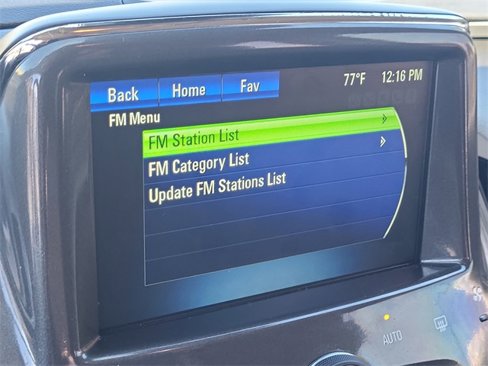 Back Home Fav 77°F 12:16 PM
FM Menu
FM Station List
FM Category List
Update FM Stations List
AUTO